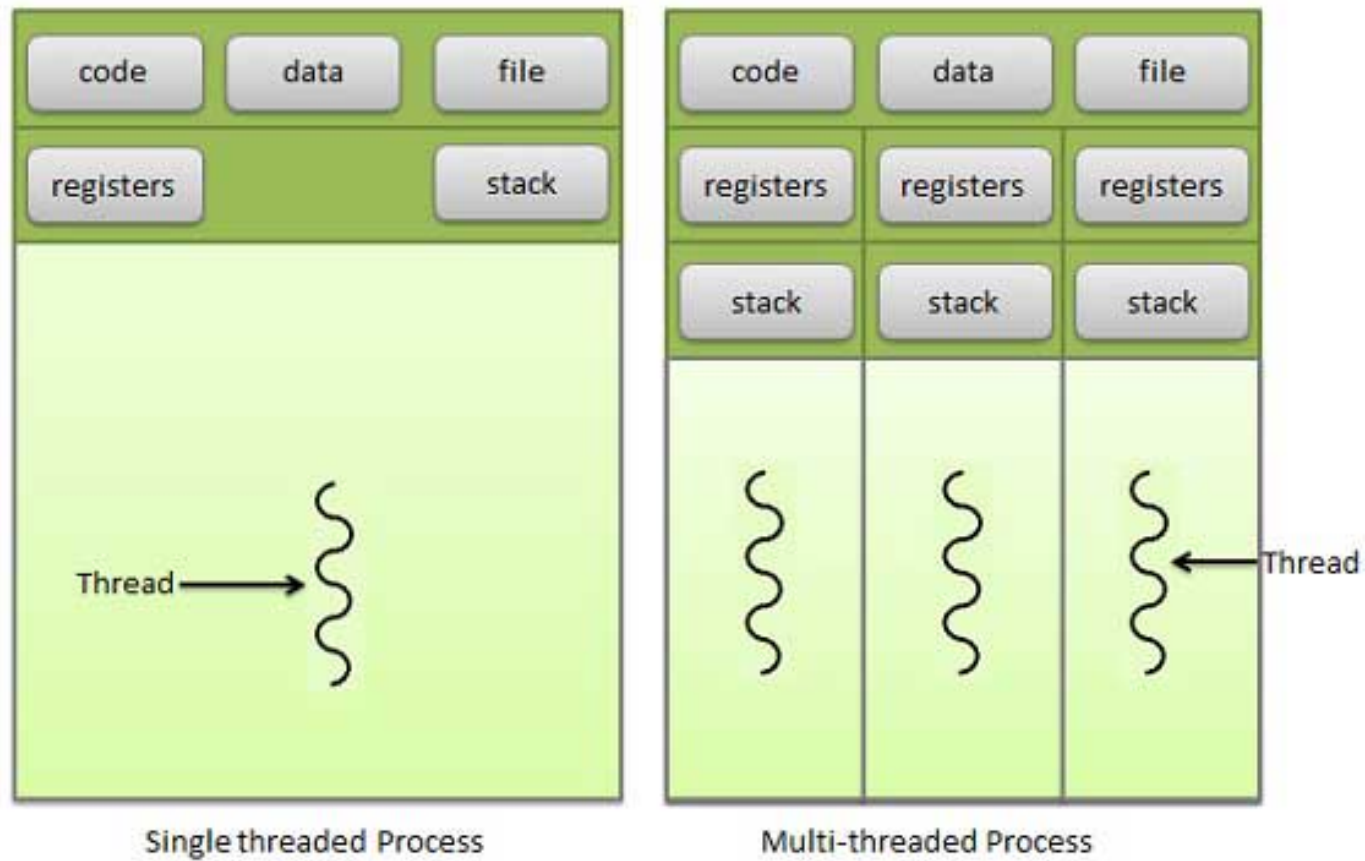 code data file
registers stack
Thread
Single threaded Process
code data file
registers registers registers
stack stack stack
Thread
Multi-threaded Process